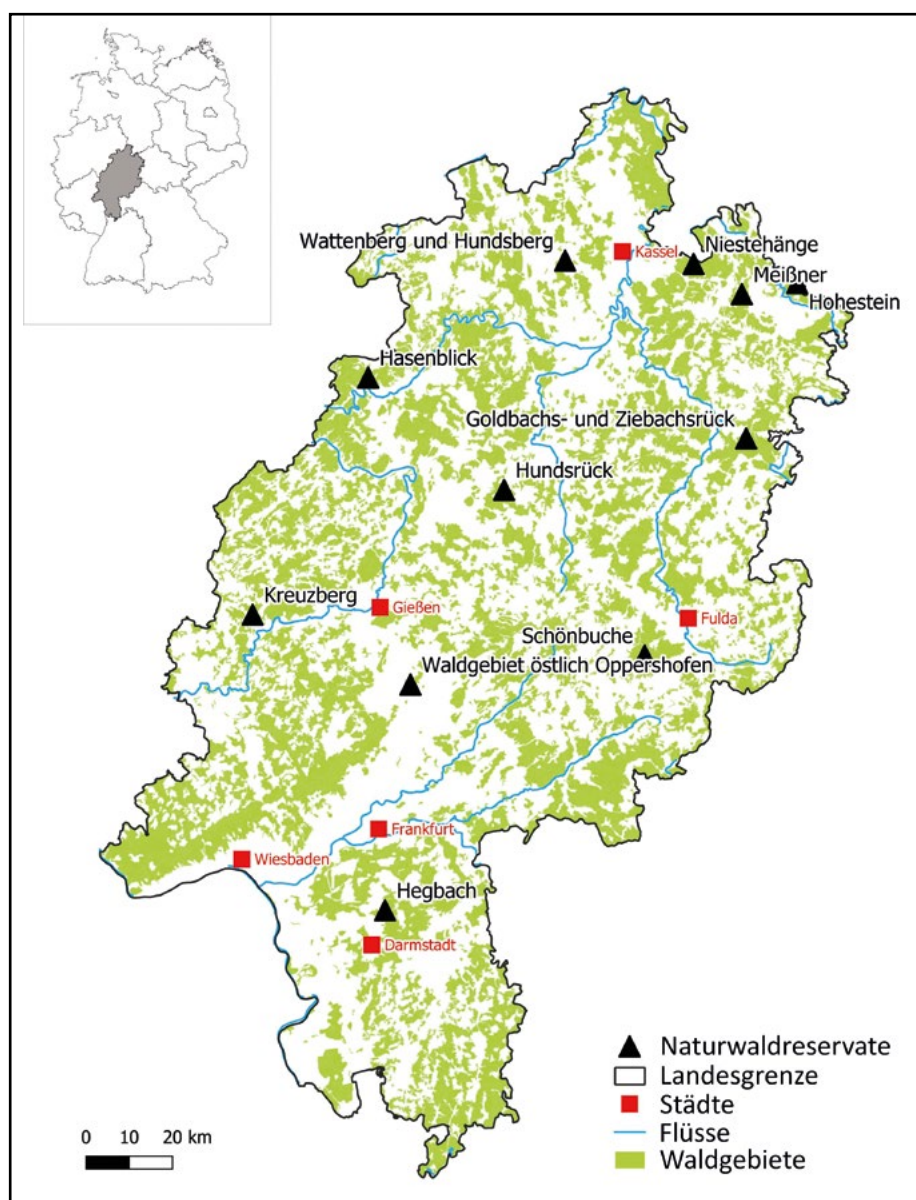 Wattenberg und Hundsberg
Kassel
Niestehänge
Meißner
Hohestein
Hasenblick
Goldbachs- und Ziebachsrück
Hundsrück
Kreuzberg
Gießen
Fulda
Schönbuche
Waldgebiet östlich Oppershofen
Frankfurt
Wiesbaden
Hegbach
Darmstadt
Naturwaldreservate
Landesgrenze
Städte
Flüsse
Waldgebiete
0 10 20 km